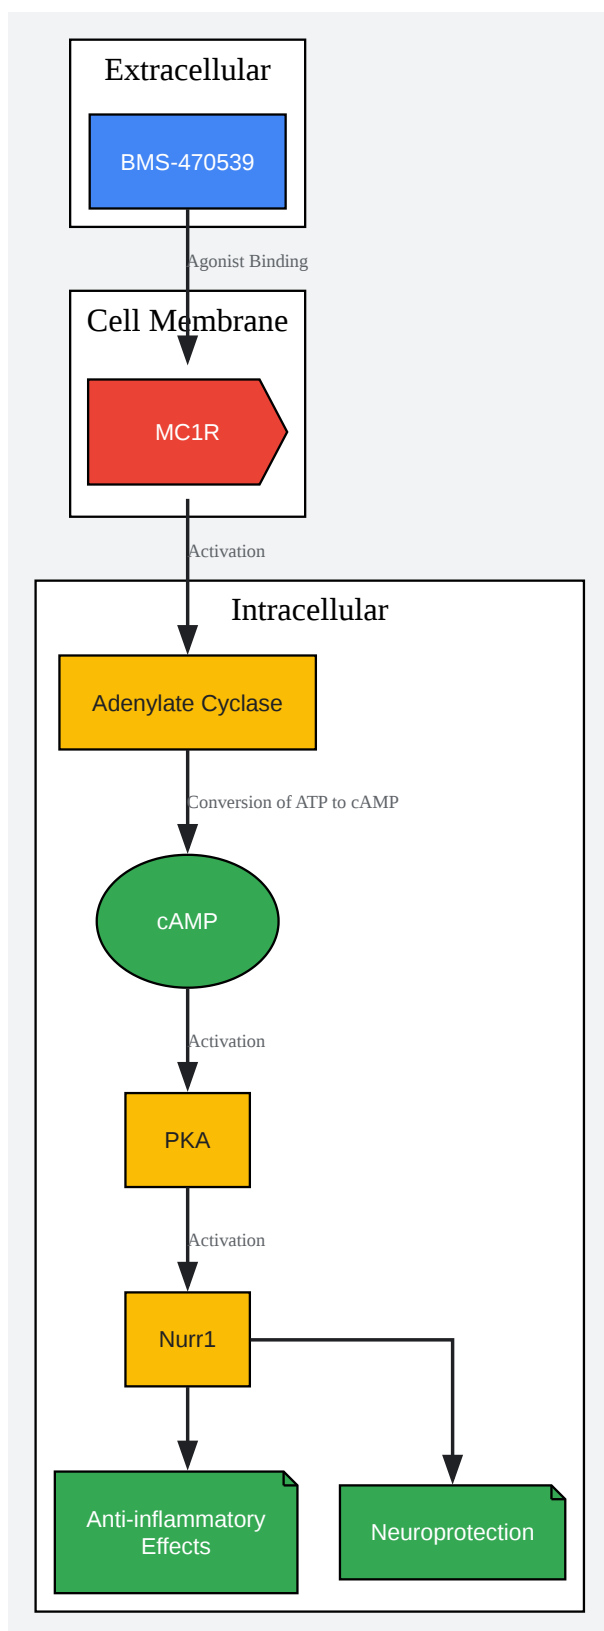 Extracellular
BMS-470539
Agonist Binding
Cell Membrane
MC1R
Activation
Intracellular
Adenylate Cyclase
Conversion of ATP to cAMP
cAMP
Activation
PKA
Activation
Nurr1
Anti-inflammatory
Effects
Neuroprotection